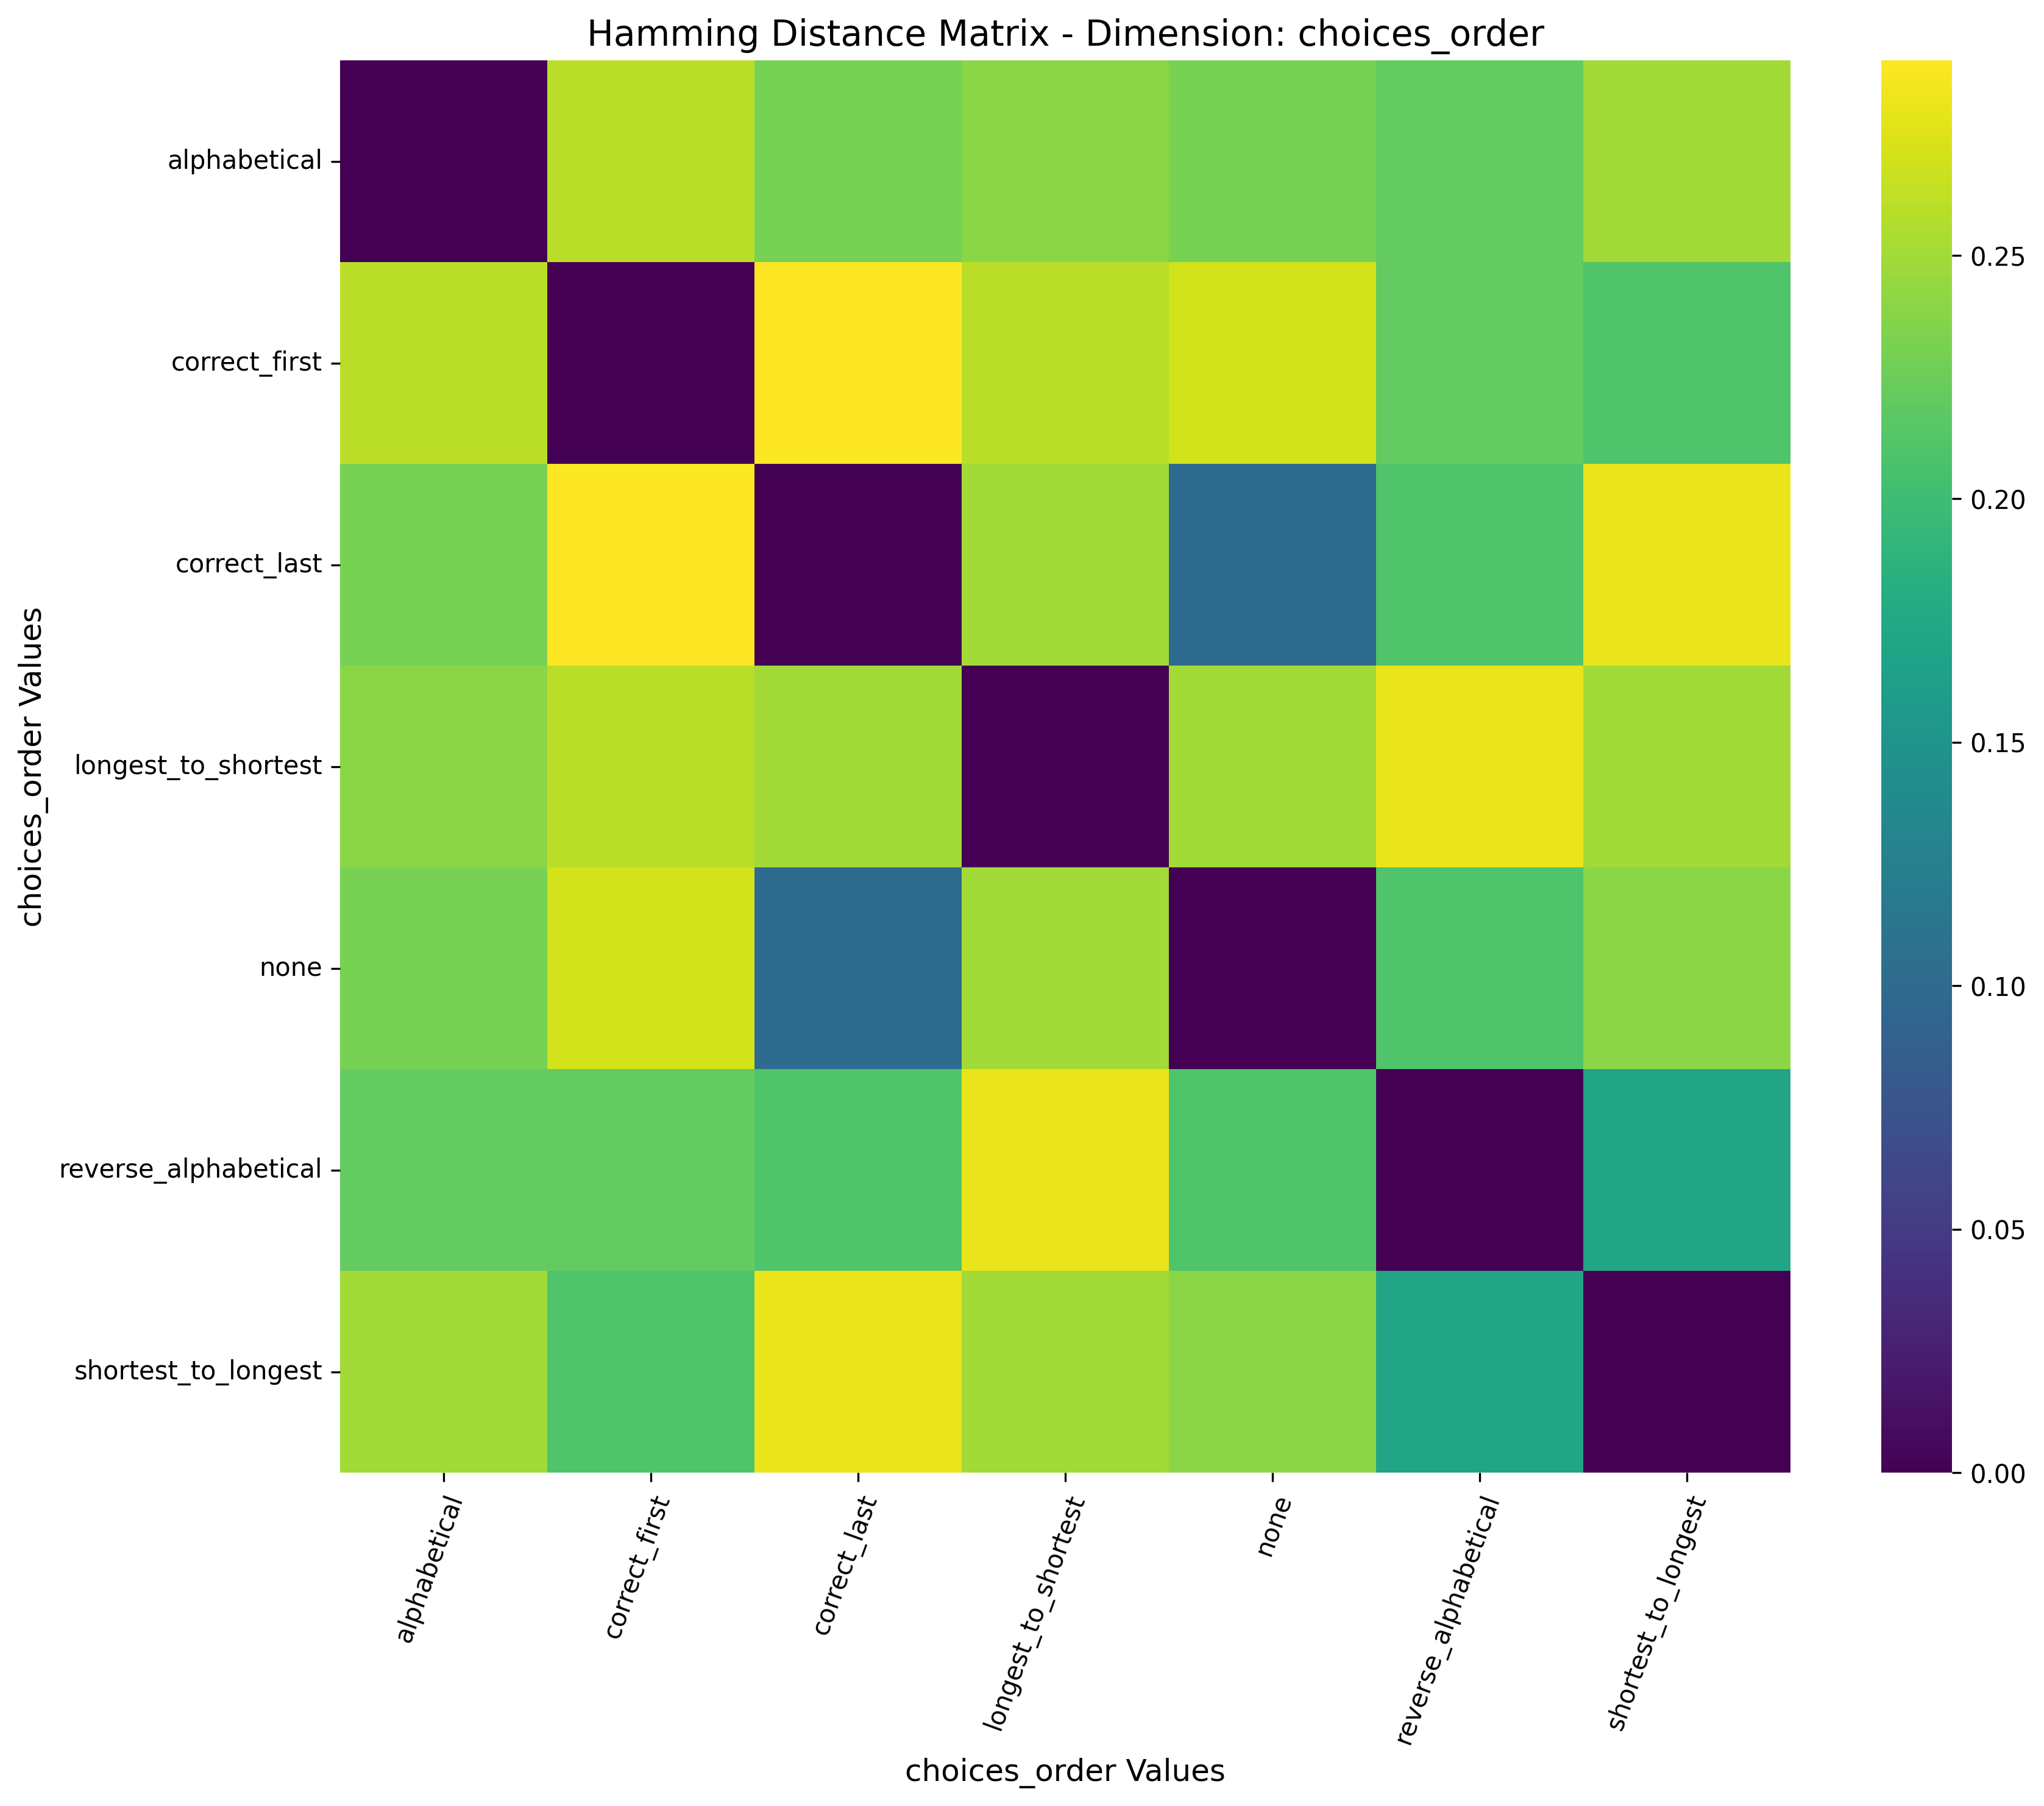 Hamming Distance Matrix - Dimension: choices_order
choices_order Values
alphabetical
correct_first
correct_last
longest_to_shortest
none
reverse_alphabetical
shortest_to_longest
alphabetical
correct_first
correct_last
longest_to_shortest
none
reverse_alphabetical
shortest_to_longest
choices_order Values
0.25
0.20
0.15
0.10
0.05
0.00